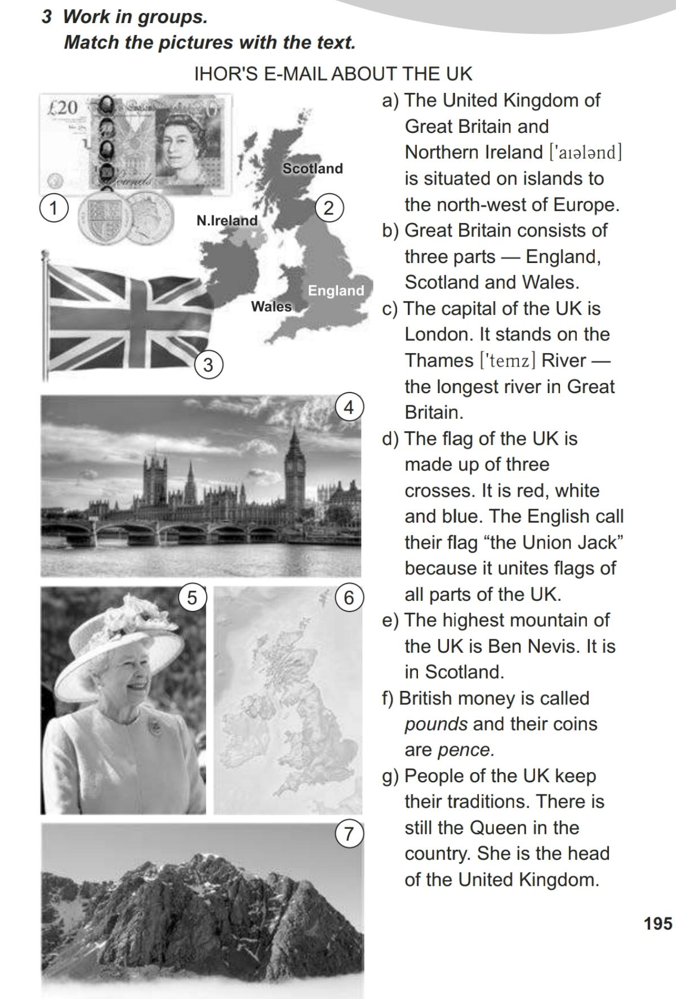 3 Work in groups.
Match the pictures with the text.
IHOR'S E-MAIL ABOUT THE UK
£20
Pounds
1
Scotland
2
N.Ireland
England
Wales
3
4
5
6
7
a) The United Kingdom of
Great Britain and
Northern Ireland ['aɪələnd]
is situated on islands to
the north-west of Europe.
b) Great Britain consists of
three parts — England,
Scotland and Wales.
c) The capital of the UK is
London. It stands on the
Thames ['temz] River —
the longest river in Great
Britain.
d) The flag of the UK is
made up of three
crosses. It is red, white
and blue. The English call
their flag “the Union Jack”
because it unites flags of
all parts of the UK.
e) The highest mountain of
the UK is Ben Nevis. It is
in Scotland.
f) British money is called
pounds and their coins
are pence.
g) People of the UK keep
their traditions. There is
still the Queen in the
country. She is the head
of the United Kingdom.
195